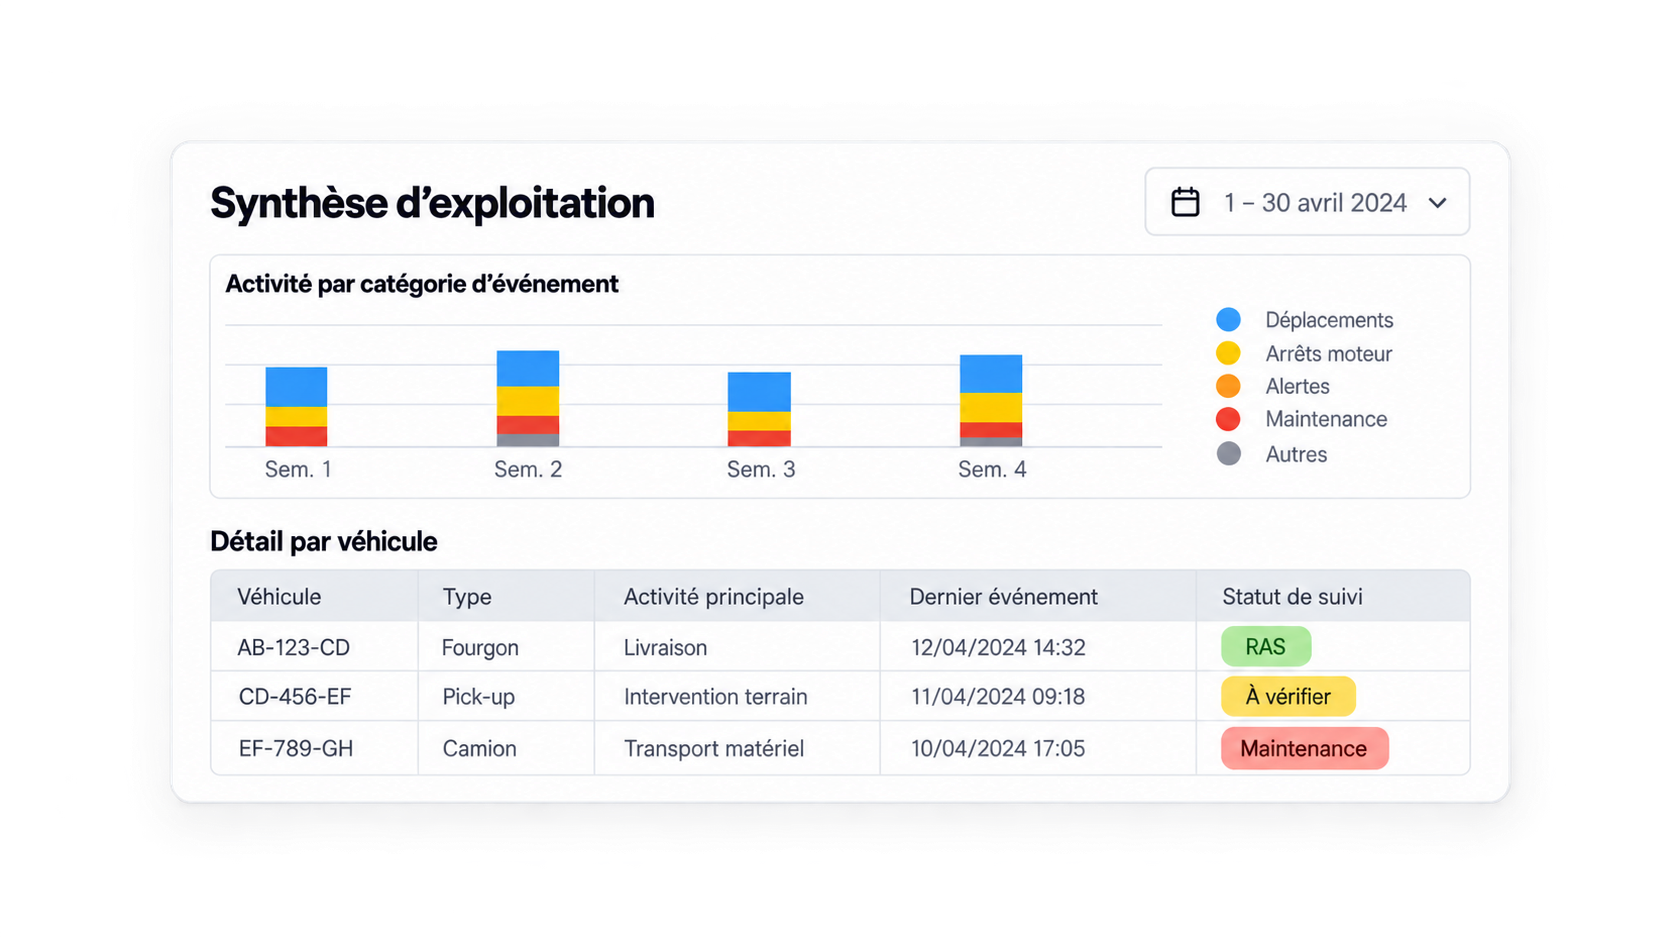 Synthèse d’exploitation
1 – 30 avril 2024
Activité par catégorie d’événement
Déplacements
Arrêts moteur
Alertes
Maintenance
Autres
Sem. 1 Sem. 2 Sem. 3 Sem. 4
Détail par véhicule
Véhicule Type Activité principale Dernier événement Statut de suivi
AB-123-CD Fourgon Livraison 12/04/2024 14:32 RAS
CD-456-EF Pick-up Intervention terrain 11/04/2024 09:18 À vérifier
EF-789-GH Camion Transport matériel 10/04/2024 17:05 Maintenance